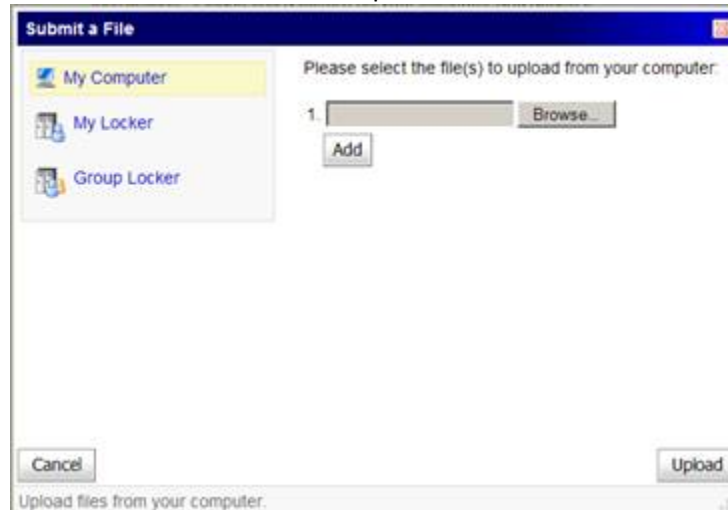 Submit a File
My Computer
My Locker
Group Locker
Please select the file(s) to upload from your computer:
1.
Browse...
Add
Cancel
Upload
Upload files from your computer.